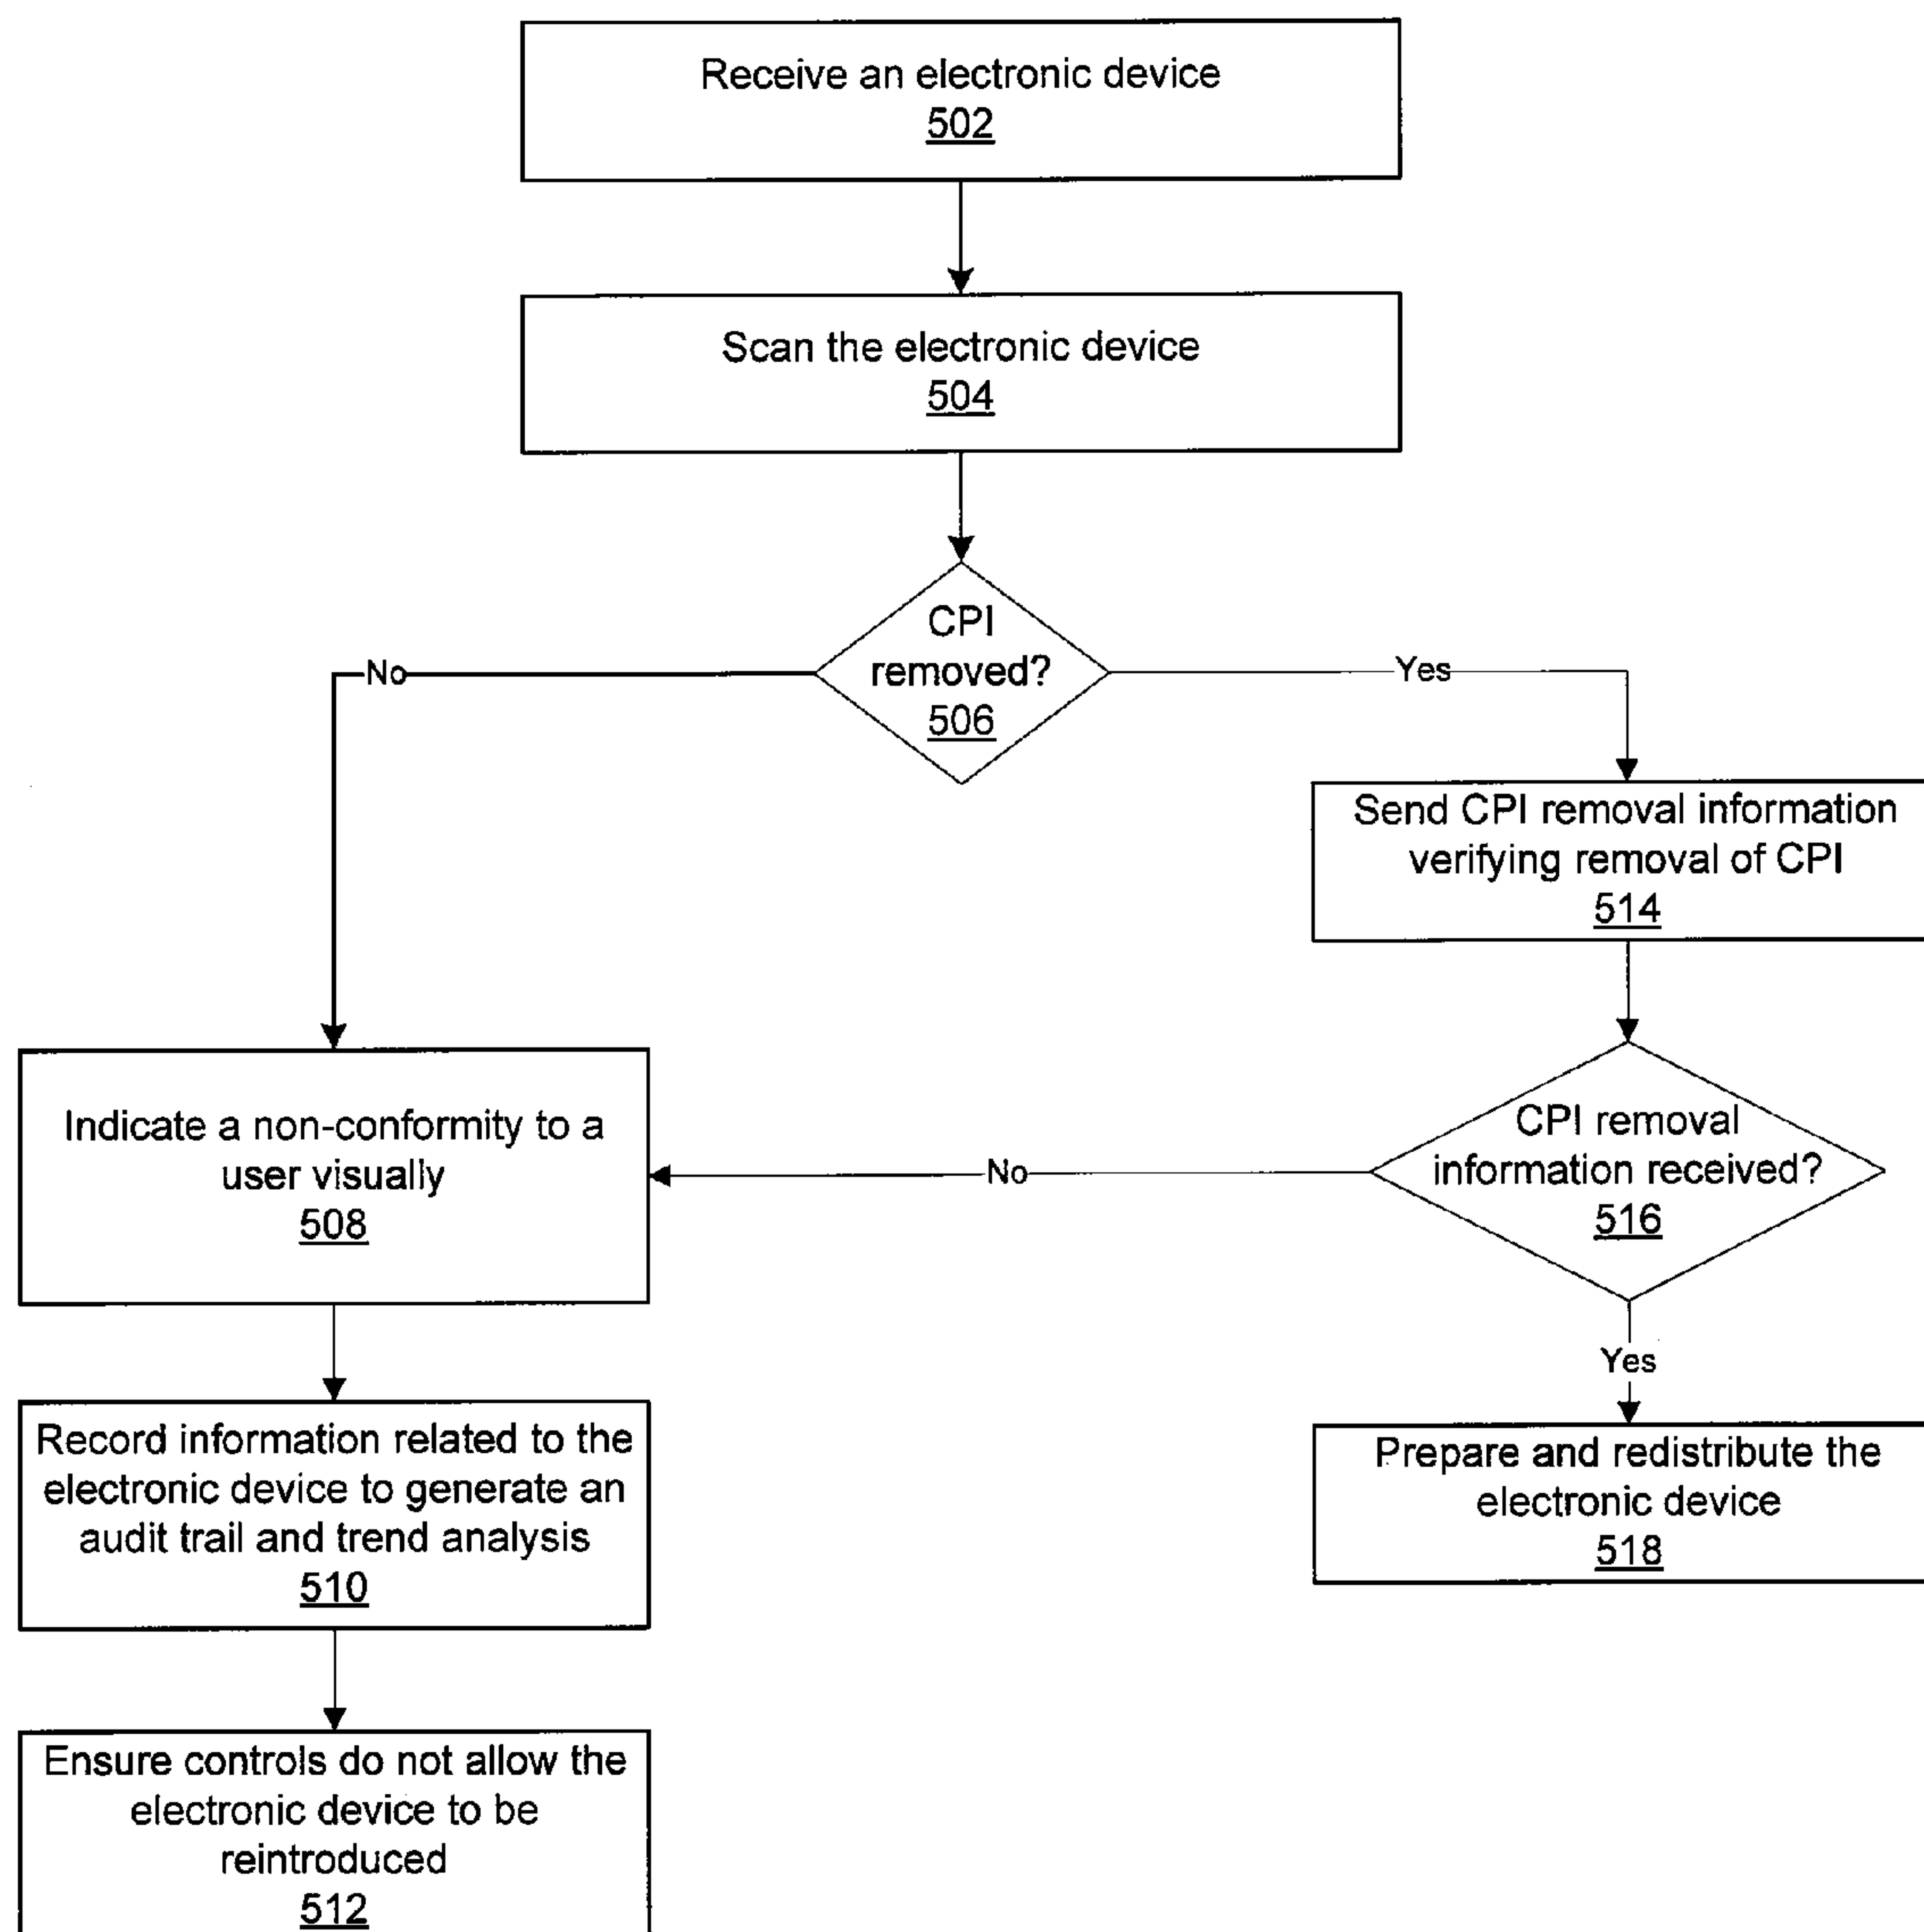 Receive an electronic device
502
Scan the electronic device
504
CPI
removed?
506
No
Yes
Send CPI removal information
verifying removal of CPI
514
Indicate a non-conformity to a
user visually
508
No
CPI removal
information received?
516
Yes
Record information related to the
electronic device to generate an
audit trail and trend analysis
510
Prepare and redistribute the
electronic device
518
Ensure controls do not allow the
electronic device to be
reintroduced
512